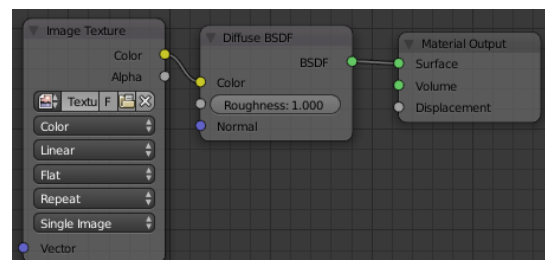 Image Texture
Color
Alpha
Textu F
Color
Linear
Flat
Repeat
Single Image
Vector
Diffuse BSDF
BSDF
Color
Roughness: 1.000
Normal
Material Output
Surface
Volume
Displacement